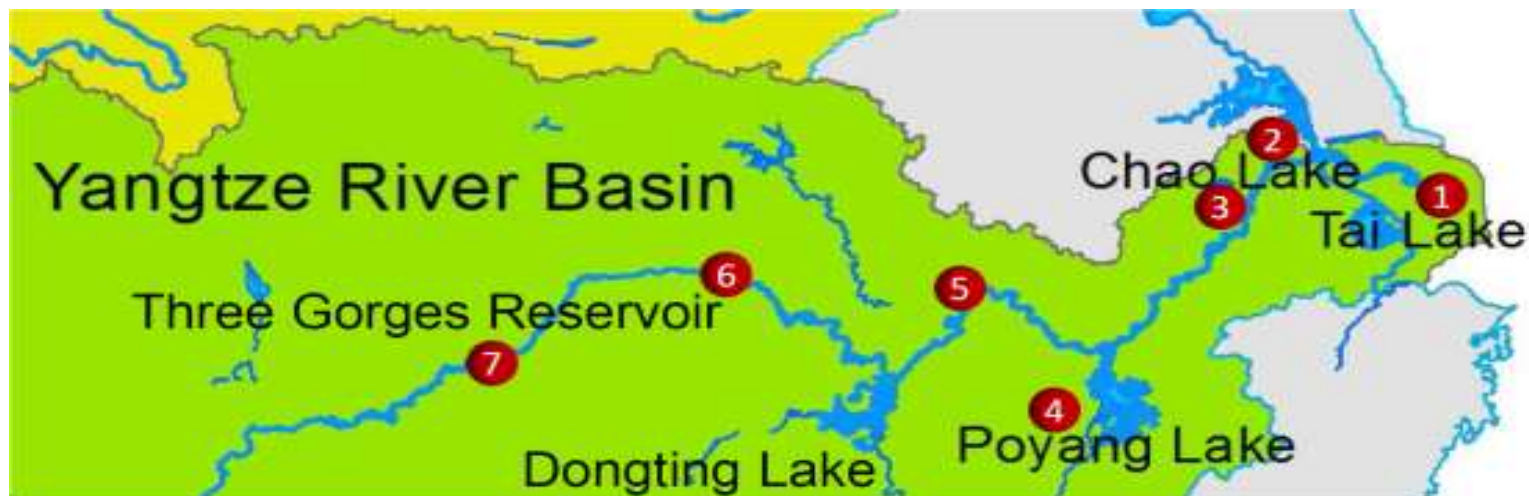 2
Chao Lake
Yangtze River Basin
1
3
Tai Lake
6
5
Three Gorges Reservoir
7
4
Poyang Lake
Dongting Lake